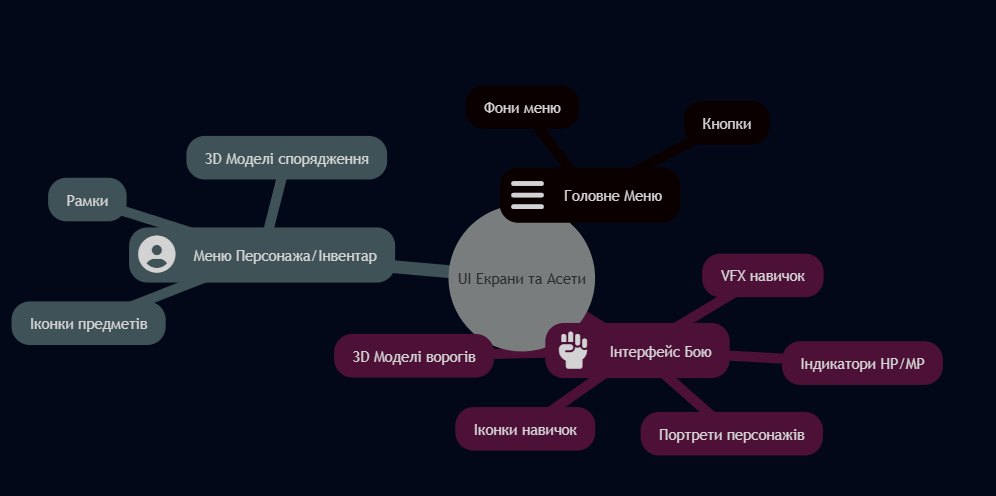 Фони меню
Кнопки
3D Моделі спорядження
Рамки
Головне Меню
Меню Персонажа/Інвентар
UI Екрани та Асети
VFX навичок
Іконки предметів
3D Моделі ворогів
Інтерфейс Бою
Індикатори HP/MP
Іконки навичок
Портрети персонажів